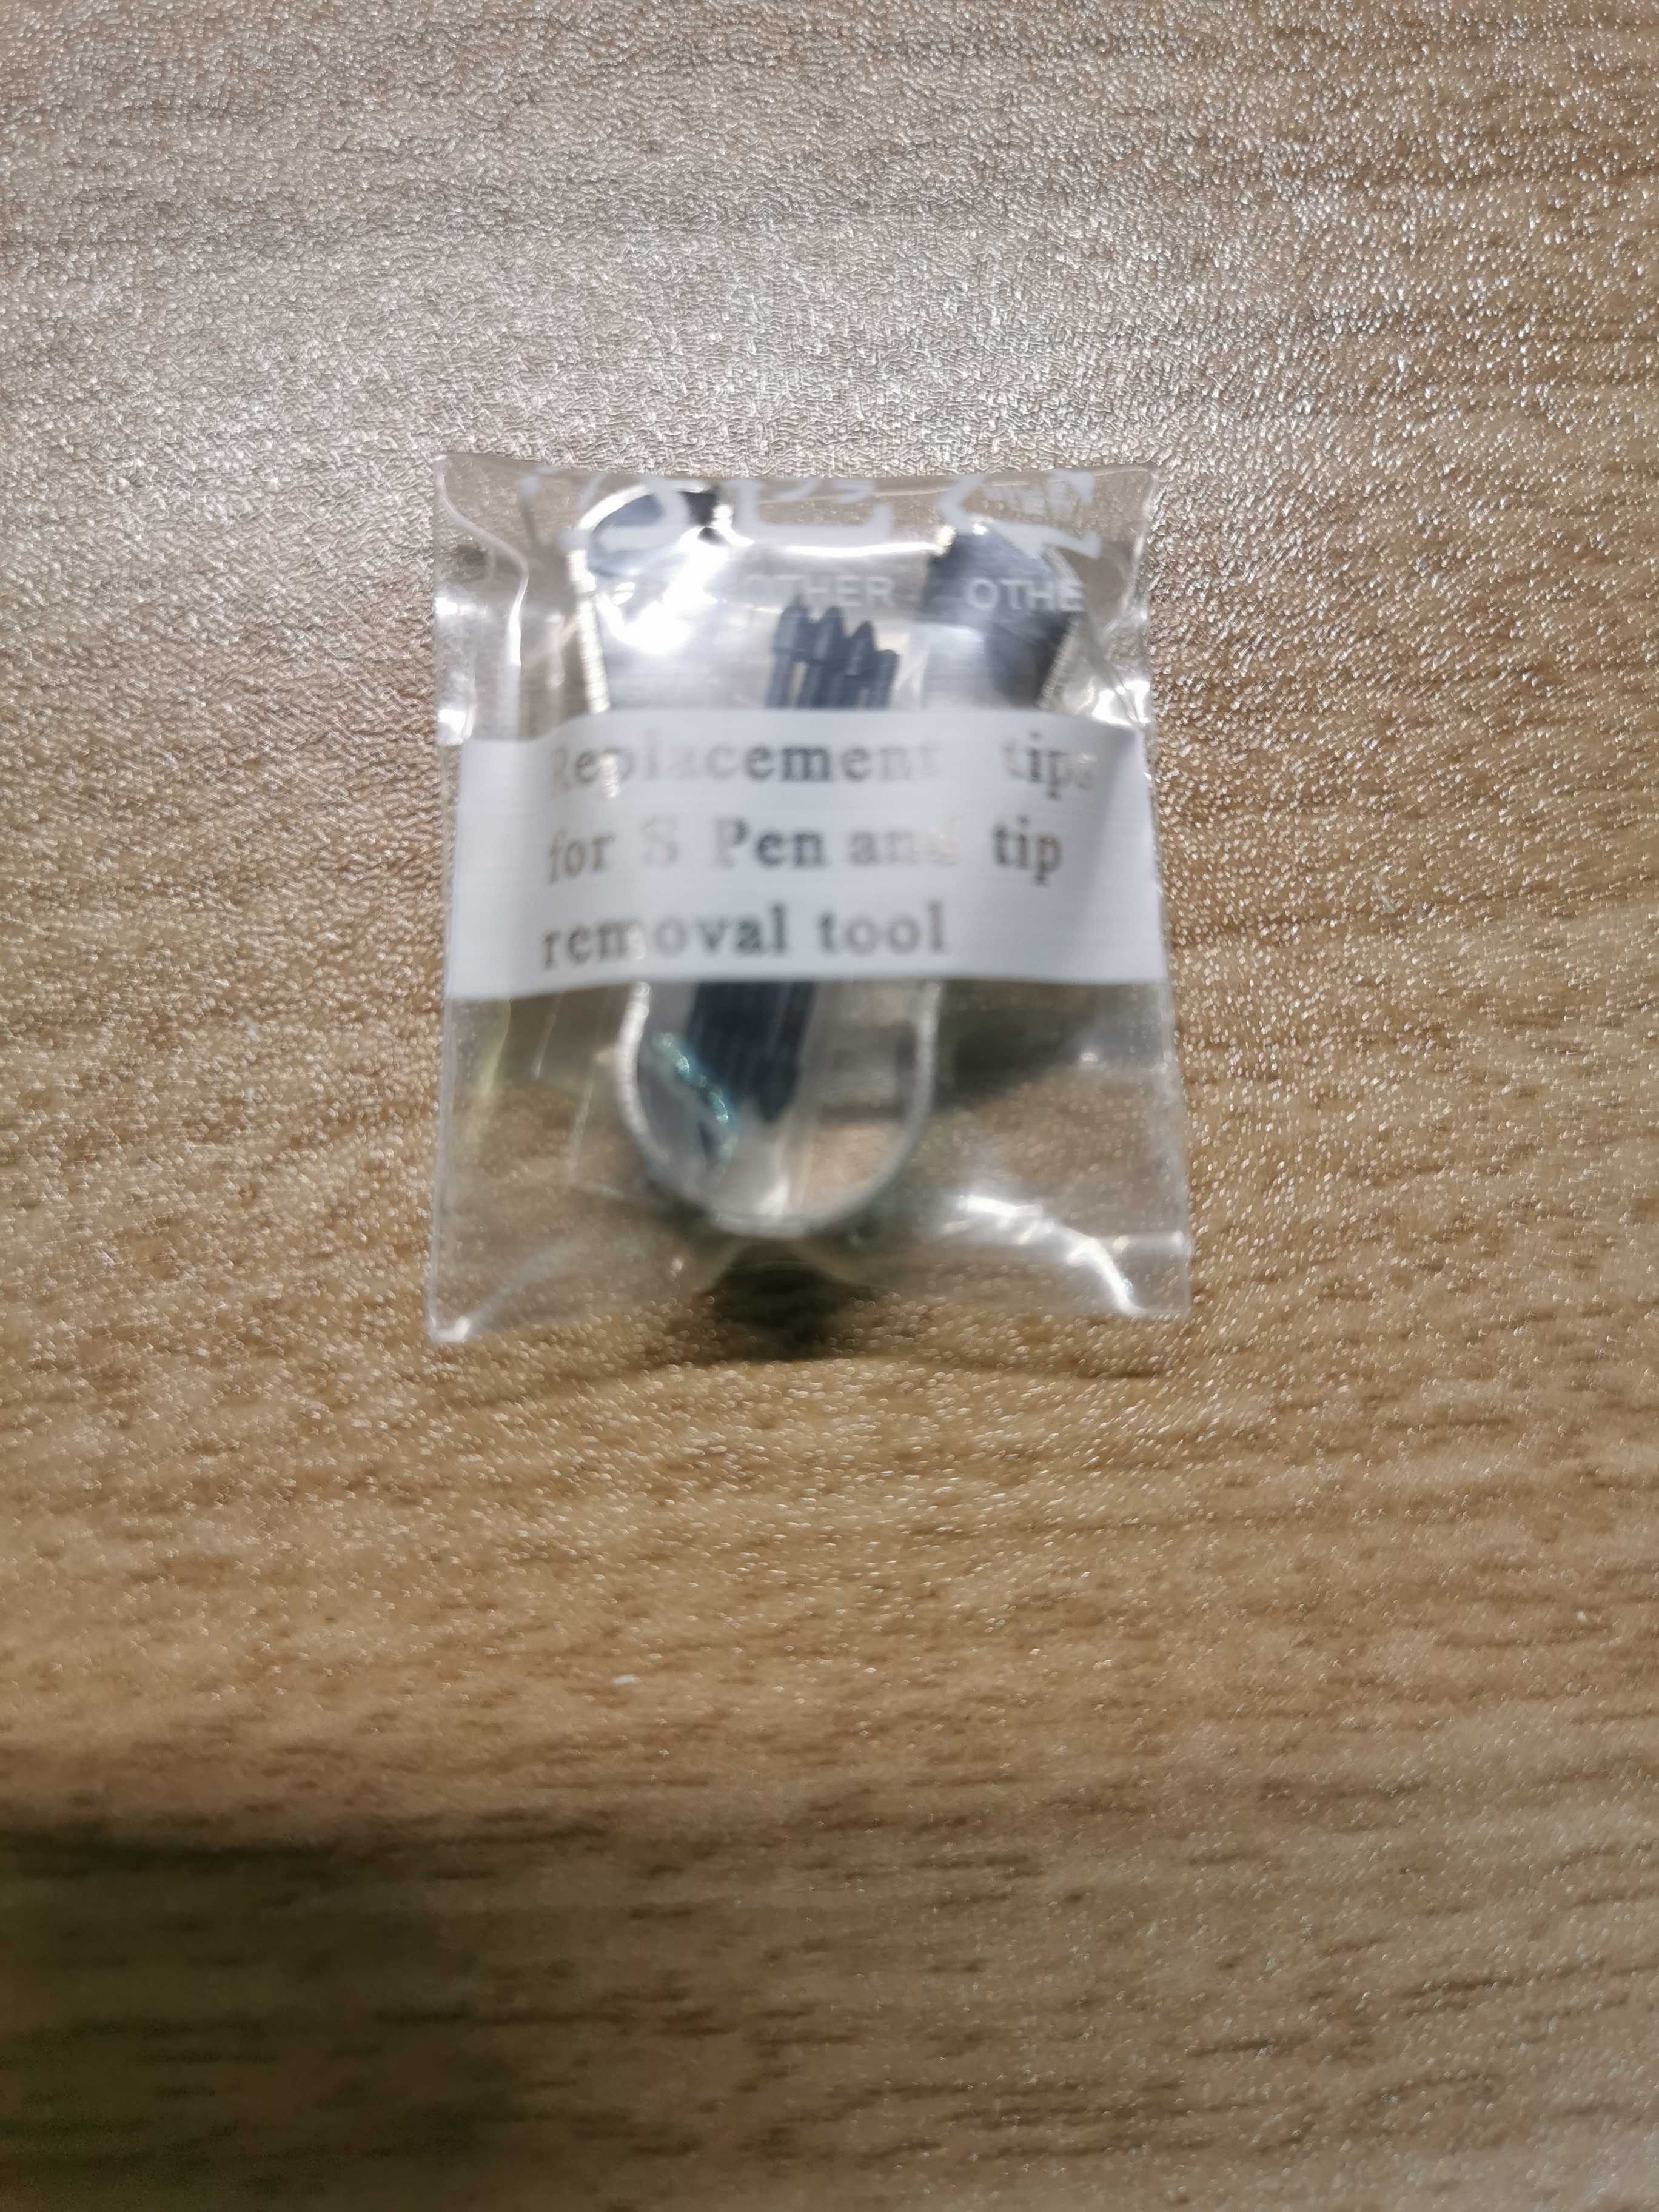 OTHER OTHE
Replacement tips
for S Pen and tip
removal tool